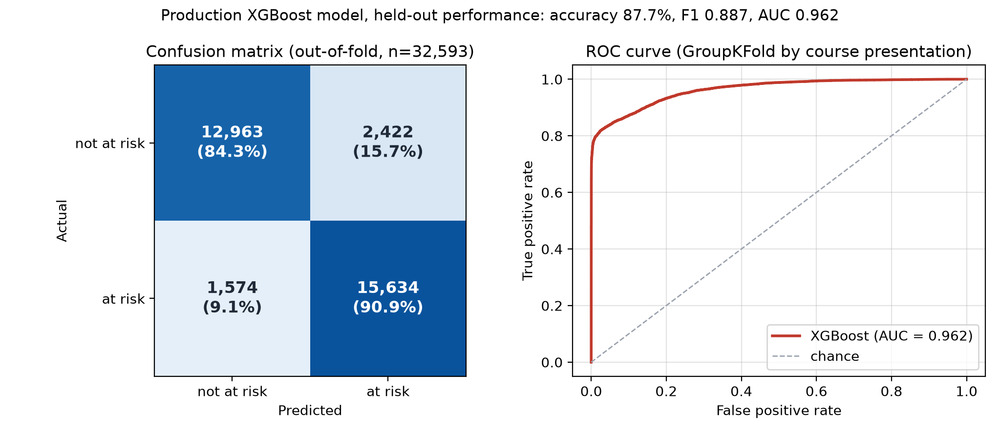 Production XGBoost model, held-out performance: accuracy 87.7%, F1 0.887, AUC 0.962
Confusion matrix (out-of-fold, n=32,593)
Actual
not at risk
at risk
12,963
(84.3%)
2,422
(15.7%)
1,574
(9.1%)
15,634
(90.9%)
not at risk
at risk
Predicted
ROC curve (GroupKFold by course presentation)
True positive rate
1.0
0.8
0.6
0.4
0.2
0.0
XGBoost (AUC = 0.962)
chance
0.0
0.2
0.4
0.6
0.8
1.0
False positive rate